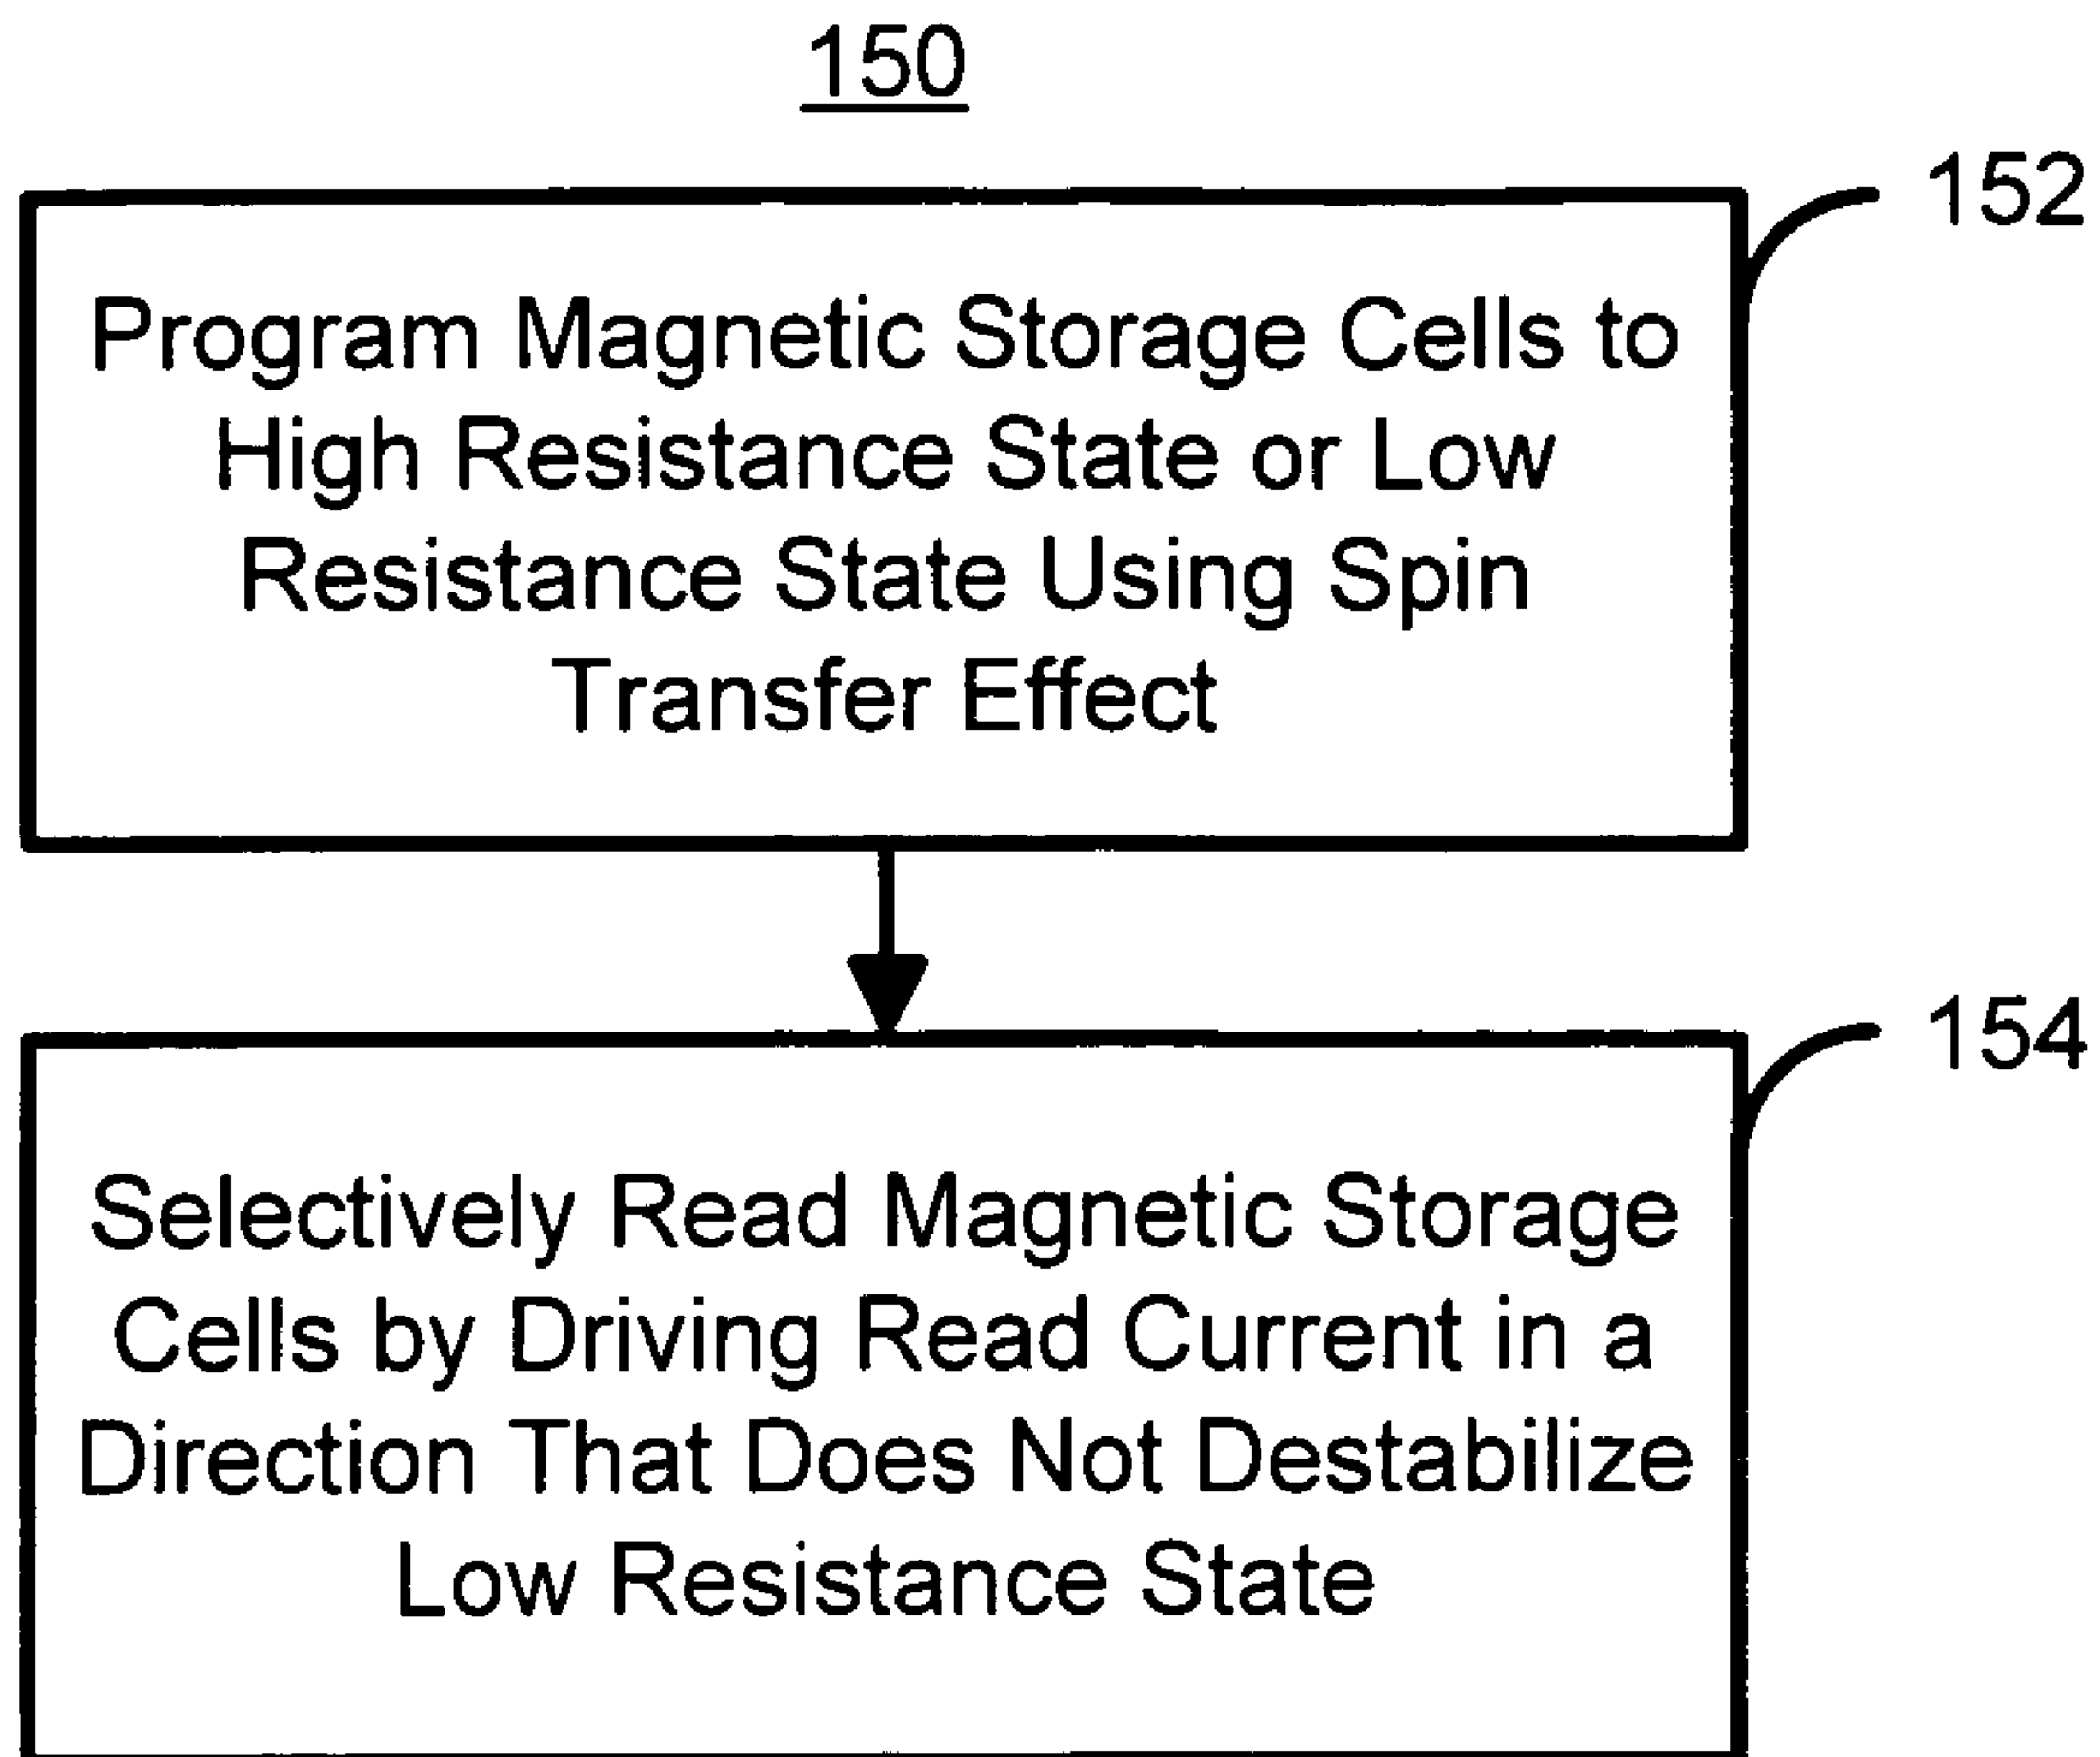 150
152
Program Magnetic Storage Cells to
High Resistance State or Low
Resistance State Using Spin
Transfer Effect
154
Selectively Read Magnetic Storage
Cells by Driving Read Current in a
Direction That Does Not Destabilize
Low Resistance State